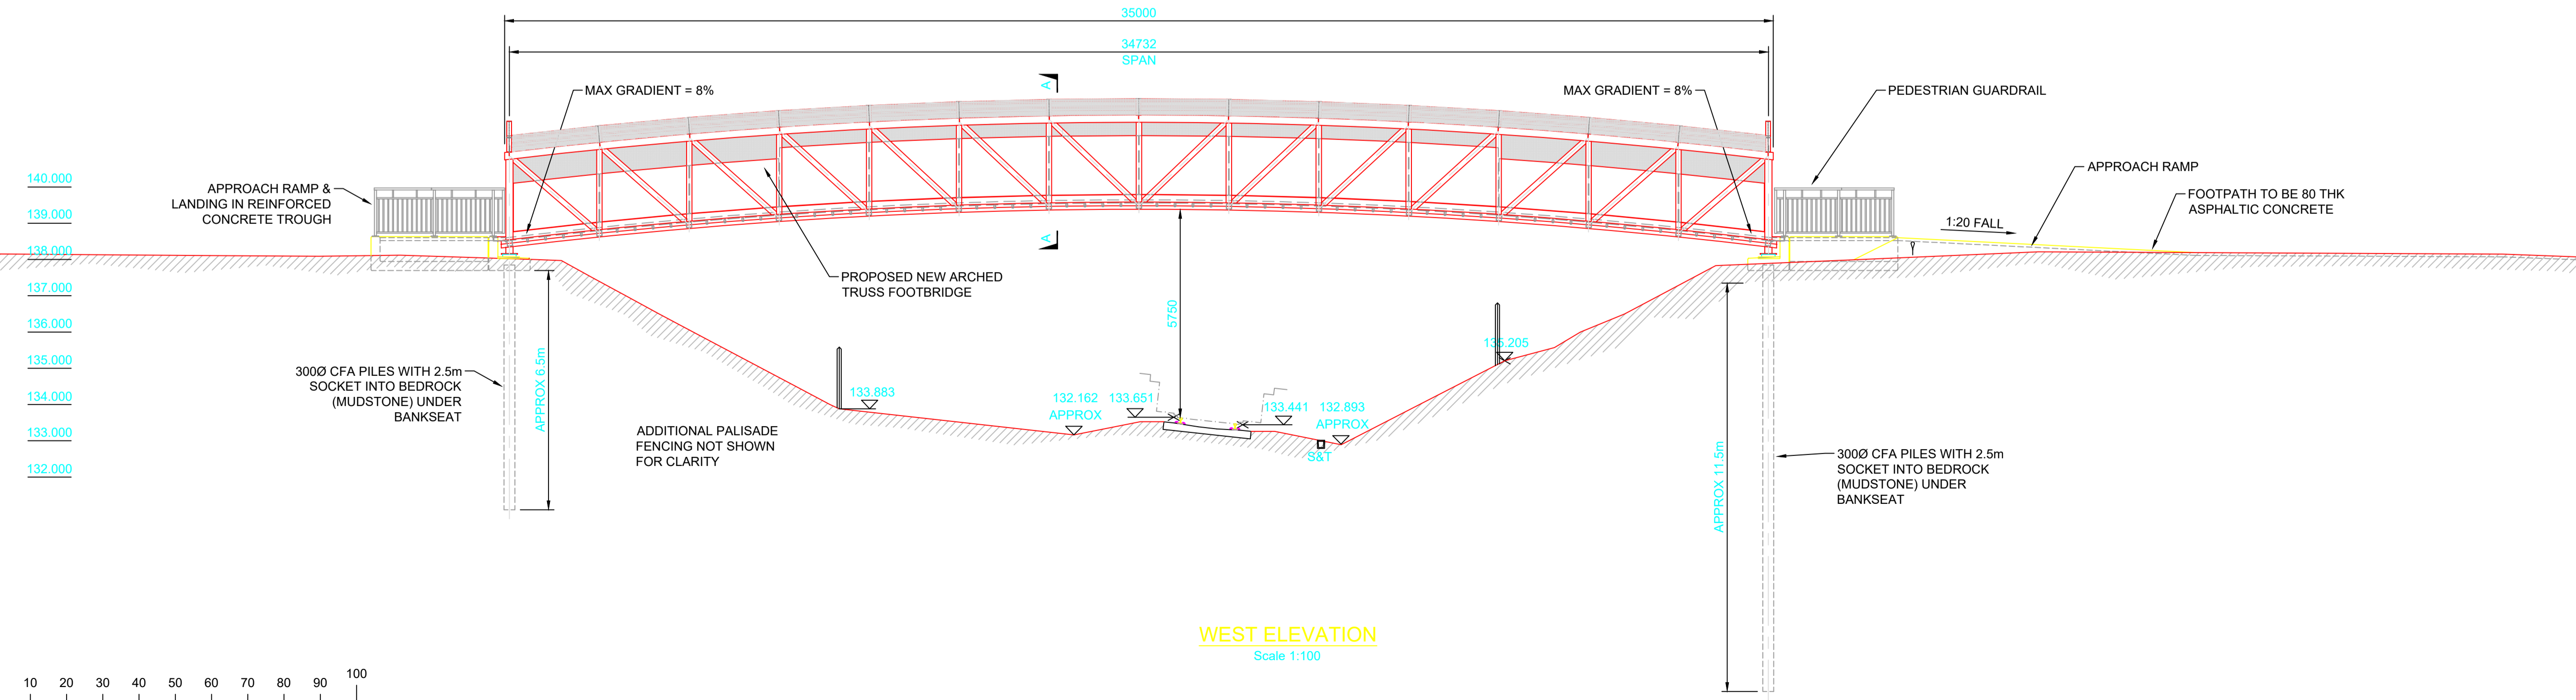 35000
34732
SPAN
A
MAX GRADIENT = 8%
MAX GRADIENT = 8%
PEDESTRIAN GUARDRAIL
APPROACH RAMP
FOOTPATH TO BE 80 THK
ASPHALTIC CONCRETE
1:20 FALL
APPROACH RAMP &
LANDING IN REINFORCED
CONCRETE TROUGH
140.000
139.000
138.000
137.000
136.000
135.000
134.000
133.000
132.000
A
PROPOSED NEW ARCHED
TRUSS FOOTBRIDGE
5750
135.205
300Ø CFA PILES WITH 2.5m
SOCKET INTO BEDROCK
(MUDSTONE) UNDER
BANKSEAT
APPROX 6.5m
133.883
132.162
APPROX
133.651
133.441
132.893
APPROX
S&T
ADDITIONAL PALISADE
FENCING NOT SHOWN
FOR CLARITY
APPROX 11.5m
300Ø CFA PILES WITH 2.5m
SOCKET INTO BEDROCK
(MUDSTONE) UNDER
BANKSEAT
WEST ELEVATION
Scale 1:100
10 20 30 40 50 60 70 80 90 100